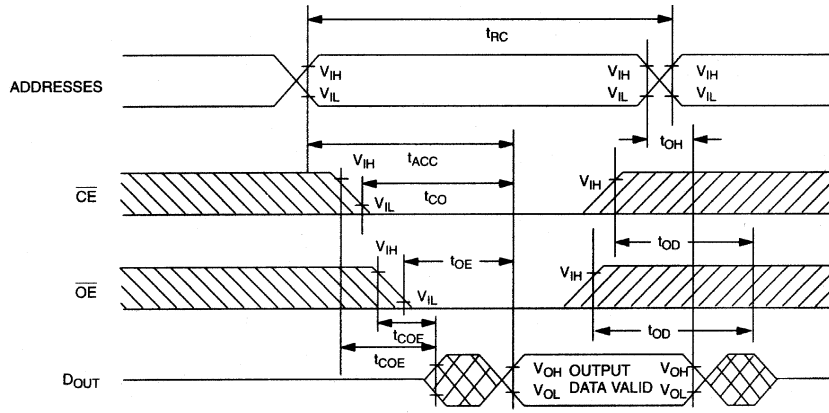 tRC
ADDRESSES
VIH VIH VIH
VIL VIL VIL
tOH
tACC
VIH
CE VIH
tCO
VIL
tOD
VIH
tOE
OE VIH
VIL
tCOE tOD
tCOE
DOUT
VOH OUTPUT VOH
VOL DATA VALID VOL